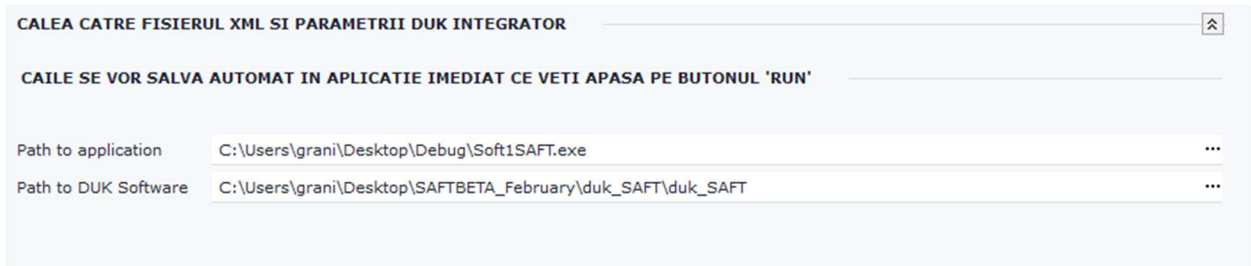 CALEA CATRE FISIERUL XML SI PARAMETRII DUK INTEGRATOR
CAILE SE VOR SALVA AUTOMAT IN APLICATIE IMEDIAT CE VETI APASA PE BUTONUL 'RUN'
Path to application C:\Users\grani\Desktop\Debug\Soft1SAFT.exe ...
Path to DUK Software C:\Users\grani\Desktop\SAFTBETA_February\duk_SAFT\duk_SAFT ...